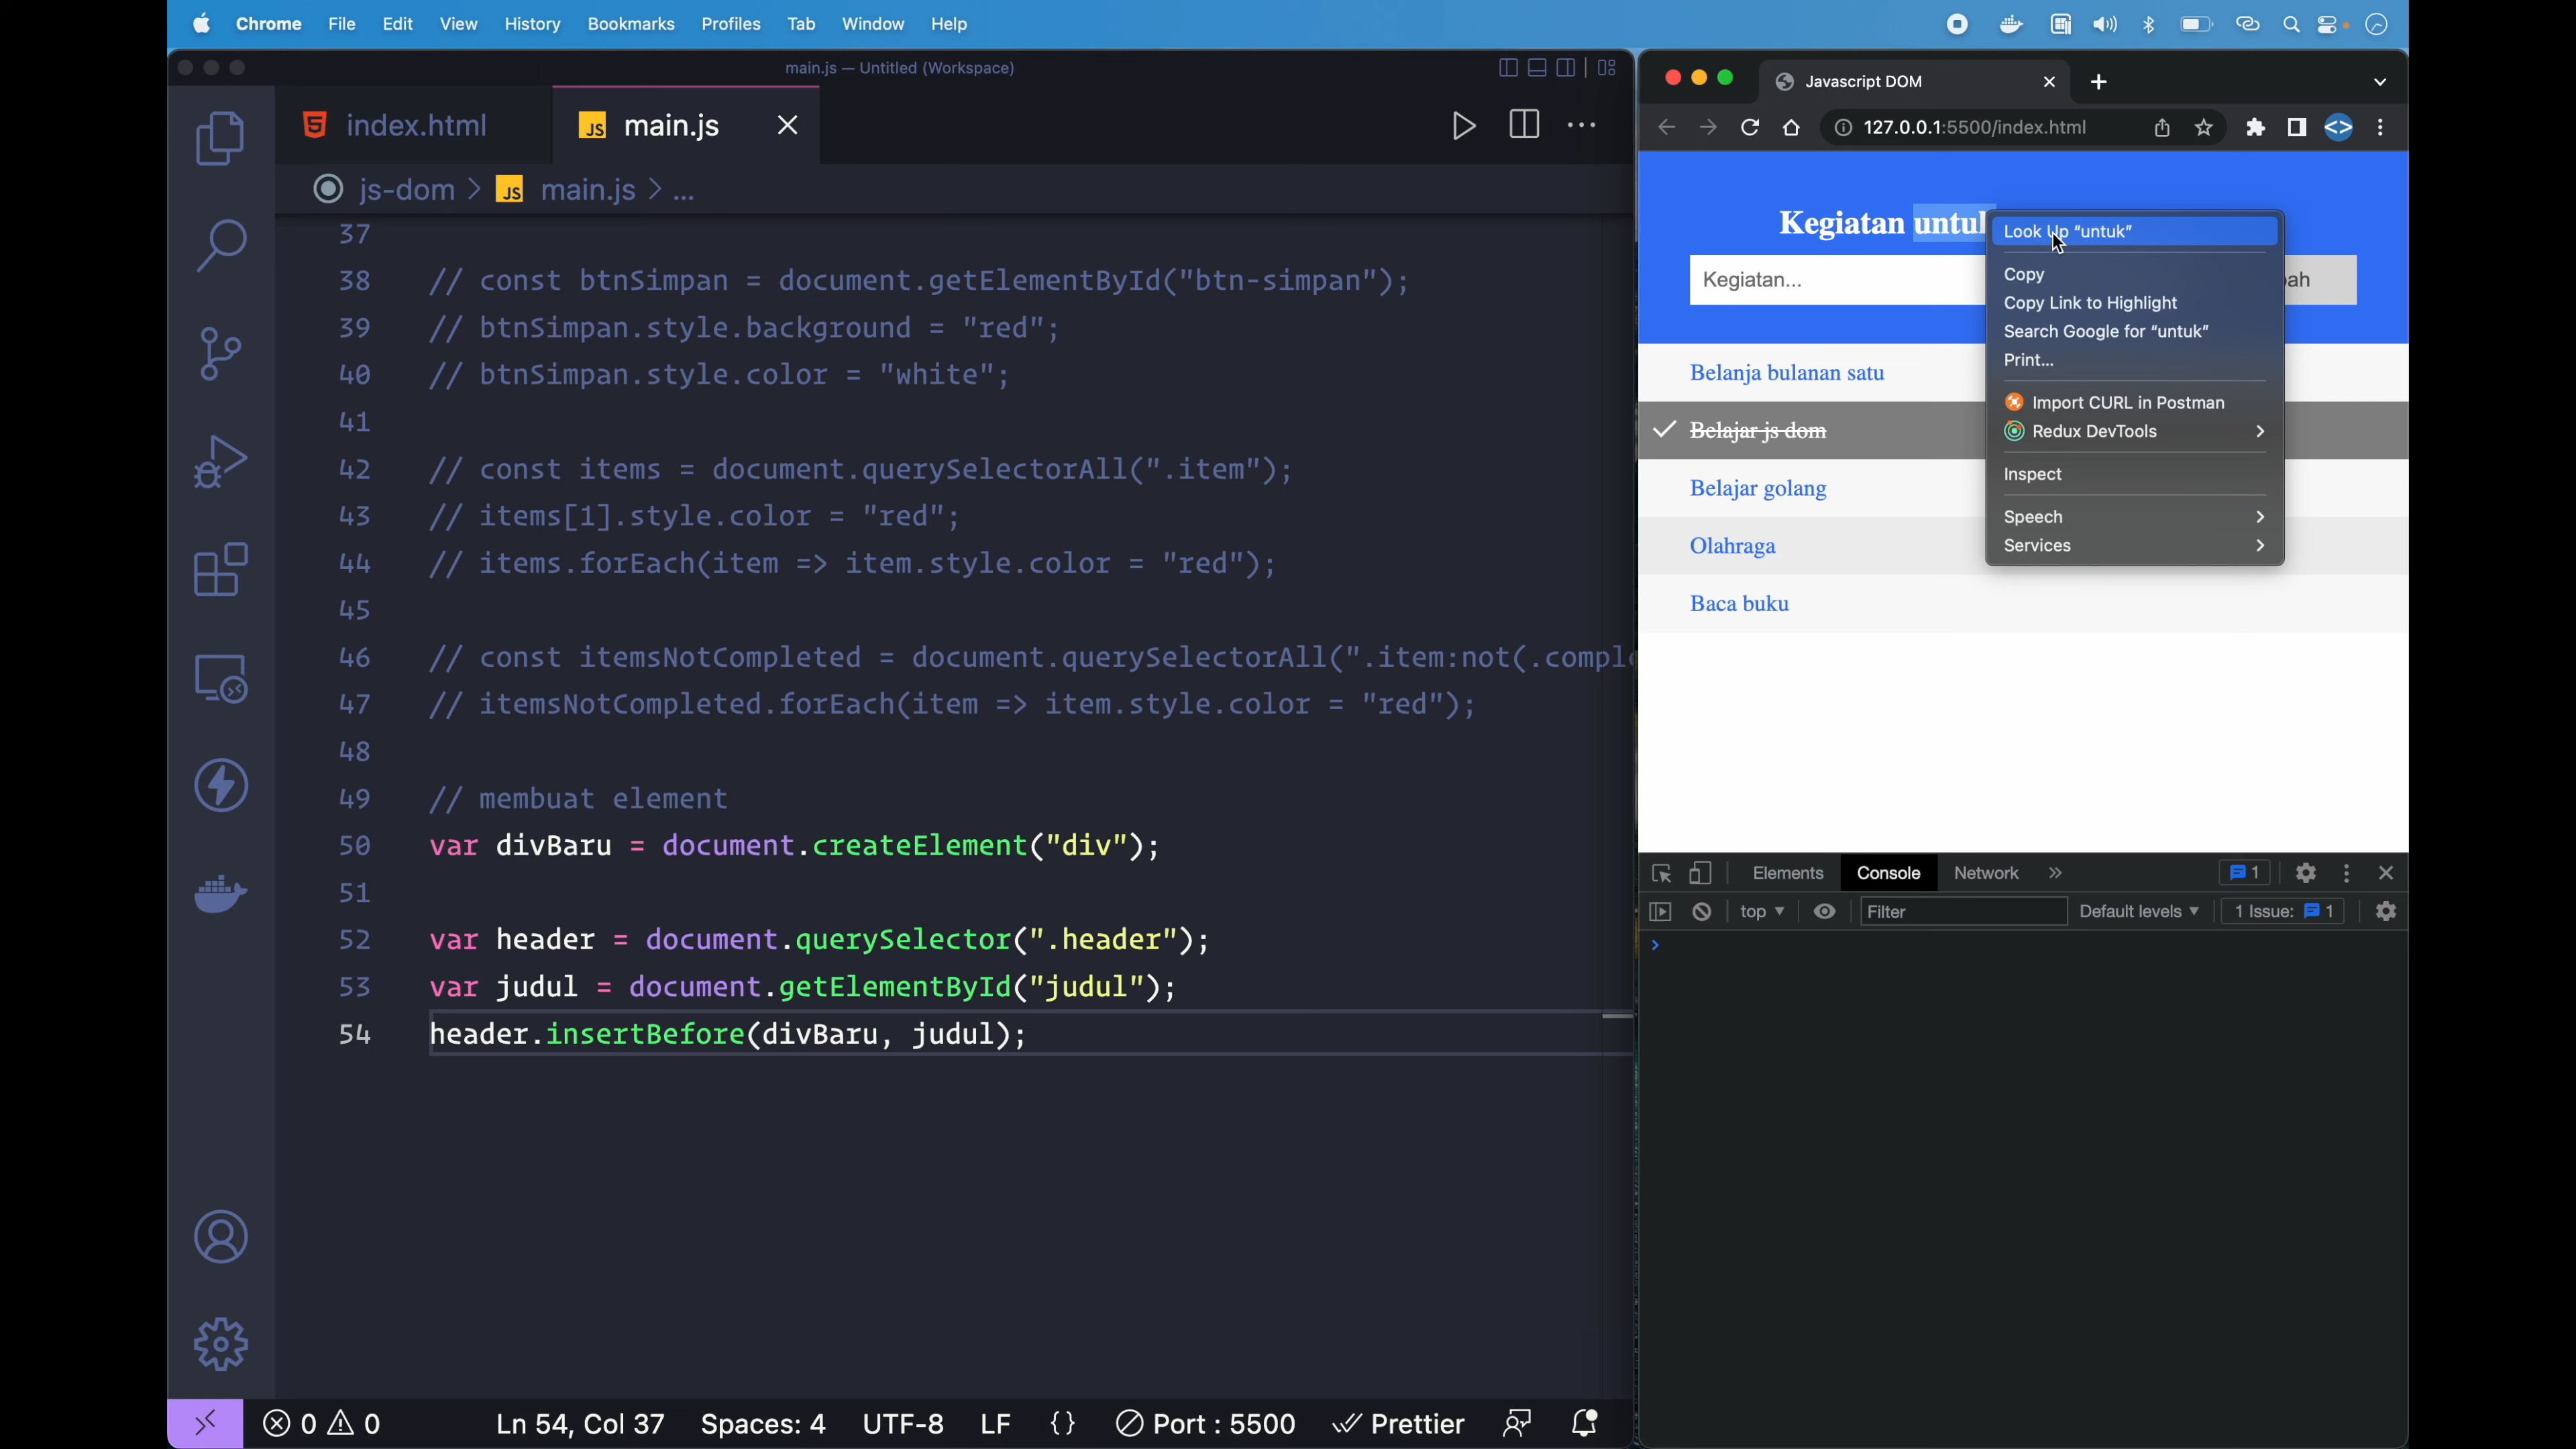 Chrome File Edit View History Bookmarks Profiles Tab Window Help
main.js — Untitled (Workspace)
index.html
JS main.js
js-dom > JS main.js > ...
37
38 // const btnSimpan = document.getElementById("btn-simpan");
39 // btnSimpan.style.background = "red";
40 // btnSimpan.style.color = "white";
41
42 // const items = document.querySelectorAll(".item");
43 // items[1].style.color = "red";
44 // items.forEach(item => item.style.color = "red");
45
46 // const itemsNotCompleted = document.querySelectorAll(".item:not(.comple
47 // itemsNotCompleted.forEach(item => item.style.color = "red");
48
49 // membuat element
50 var divBaru = document.createElement("div");
51
52 var header = document.querySelector(".header");
53 var judul = document.getElementById("judul");
54 header.insertBefore(divBaru, judul);
0 0 Ln 54, Col 37 Spaces: 4 UTF-8 LF {} Port : 5500 Prettier
Javascript DOM
127.0.0.1:5500/index.html
Kegiatan untuk
Kegiatan...
ah
Belanja bulanan satu
Belajar js dom
Belajar golang
Olahraga
Baca buku
Look Up “untuk”
Copy
Copy Link to Highlight
Search Google for “untuk”
Print...
Import CURL in Postman
Redux DevTools
Inspect
Speech
Services
Elements Console Network » 1
top Filter Default levels 1 Issue: 1